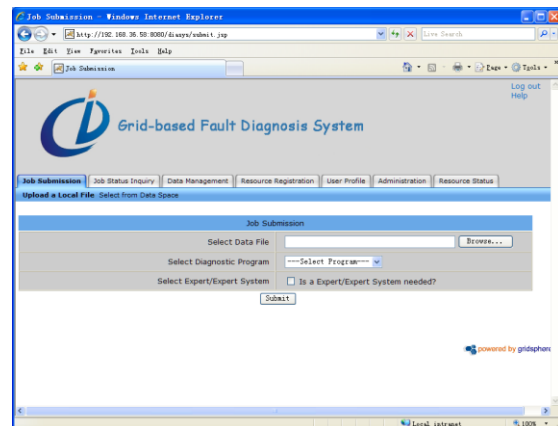 Job Submission - Windows Internet Explorer
http://192.168.36.58:8080/diasys/submit.jsp
Live Search
File Edit View Favorites Tools Help
Job Submission
Page Tools
Log out
Help
Grid-based Fault Diagnosis System
Job Submission Job Status Inquiry Data Management Resource Registration User Profile Administration Resource Status
Upload a Local File Select from Data Space
Job Submission
Select Data File Browse...
Select Diagnostic Program ---Select Program---
Select Expert/Expert System Is a Expert/Expert System needed?
Submit
powered by gridsphere
Local intranet 100%